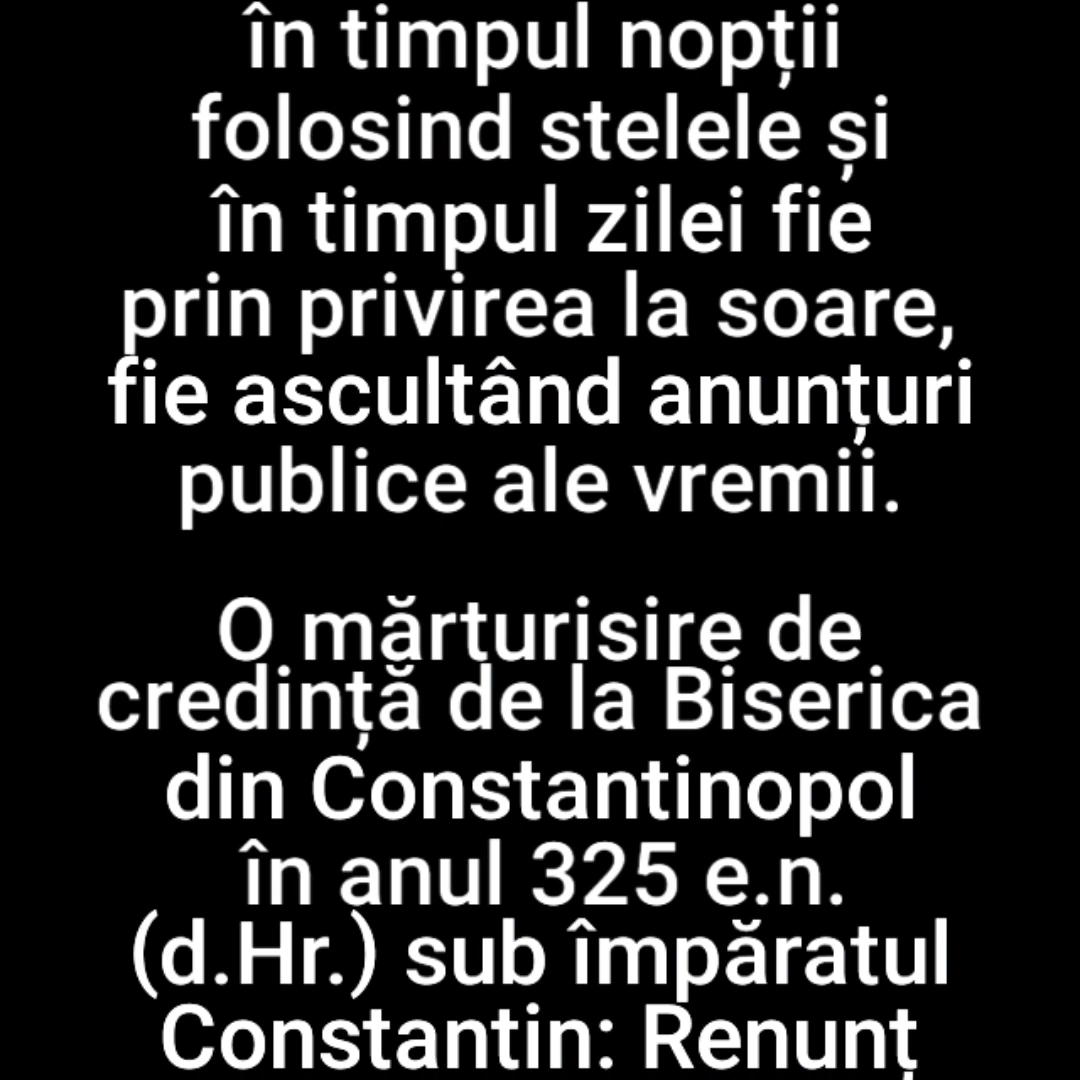 în timpul nopții
folosind stelele și
în timpul zilei fie
prin privirea la soare,
fie ascultând anunțuri
publice ale vremii.
O mărturisire de
credință de la Biserica
din Constantinopol
în anul 325 e.n.
(d.Hr.) sub împăratul
Constantin: Renunț